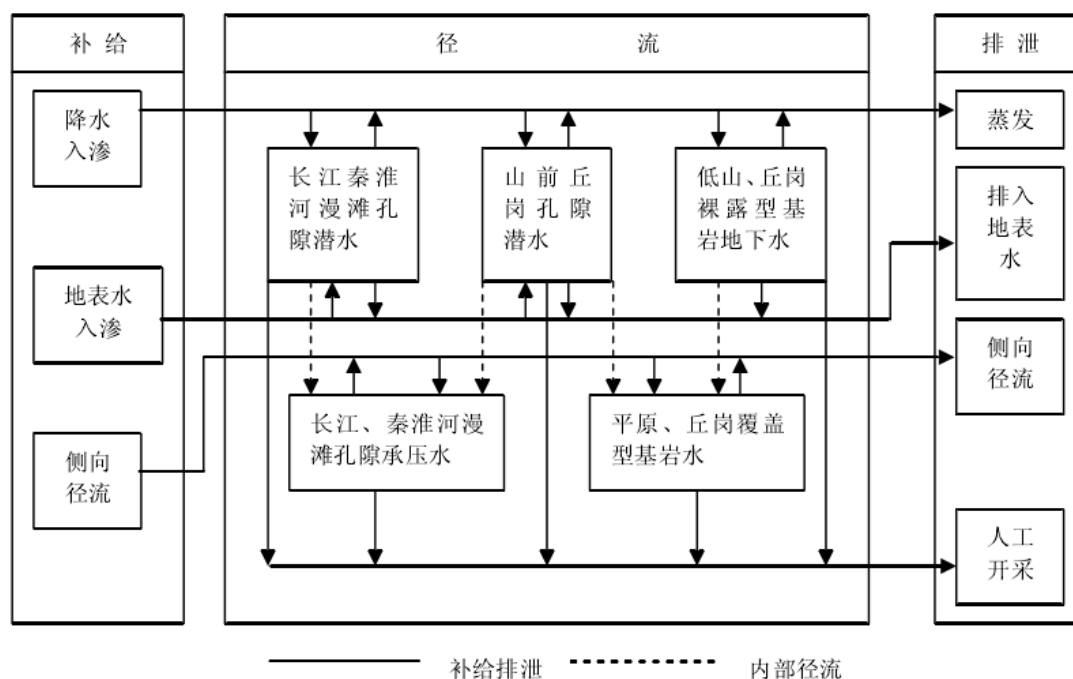 补给
径流
排泄
降水
入渗
地表水
入渗
侧向
径流
长江秦淮
河漫滩孔
隙潜水
山前丘
岗孔隙
潜水
低山、丘岗
裸露型基
岩地下水
长江、秦淮河漫
滩孔隙承压水
平原、丘岗覆盖
型基岩水
蒸发
排入
地表
水
侧向
径流
人工
开采
补给排泄
内部径流